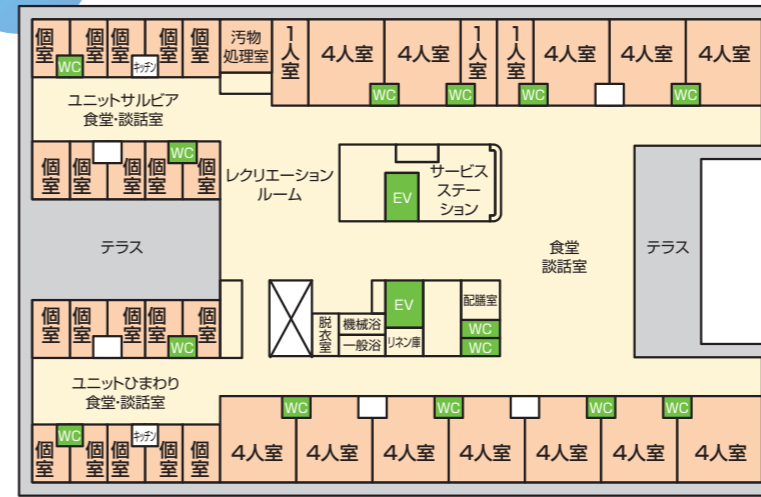 個室
個室
個室
個室
個室
WC
キッチン
汚物
処理室
1人室
4人室
4人室
1人室
1人室
4人室
4人室
4人室
WC
WC
WC
WC
ユニットサルビア
食堂・談話室
個室
個室
個室
個室
個室
WC
レクリエーション
ルーム
EV
サービス
ステー
ション
テラス
食堂
談話室
テラス
個室
個室
個室
個室
個室
WC
脱衣室
機械浴
一般浴
EV
リネン庫
配膳室
WC
WC
ユニットひまわり
食堂・談話室
個室
個室
個室
個室
個室
WC
キッチン
WC
WC
WC
WC
4人室
4人室
4人室
4人室
4人室
4人室
4人室